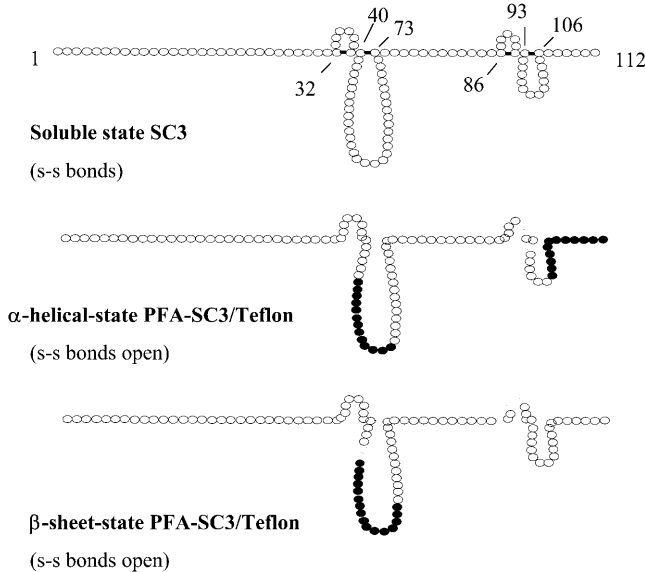 40
73
93
106
1
32
86
112
Soluble state SC3
(s-s bonds)
α-helical-state PFA-SC3/Teflon
(s-s bonds open)
β-sheet-state PFA-SC3/Teflon
(s-s bonds open)